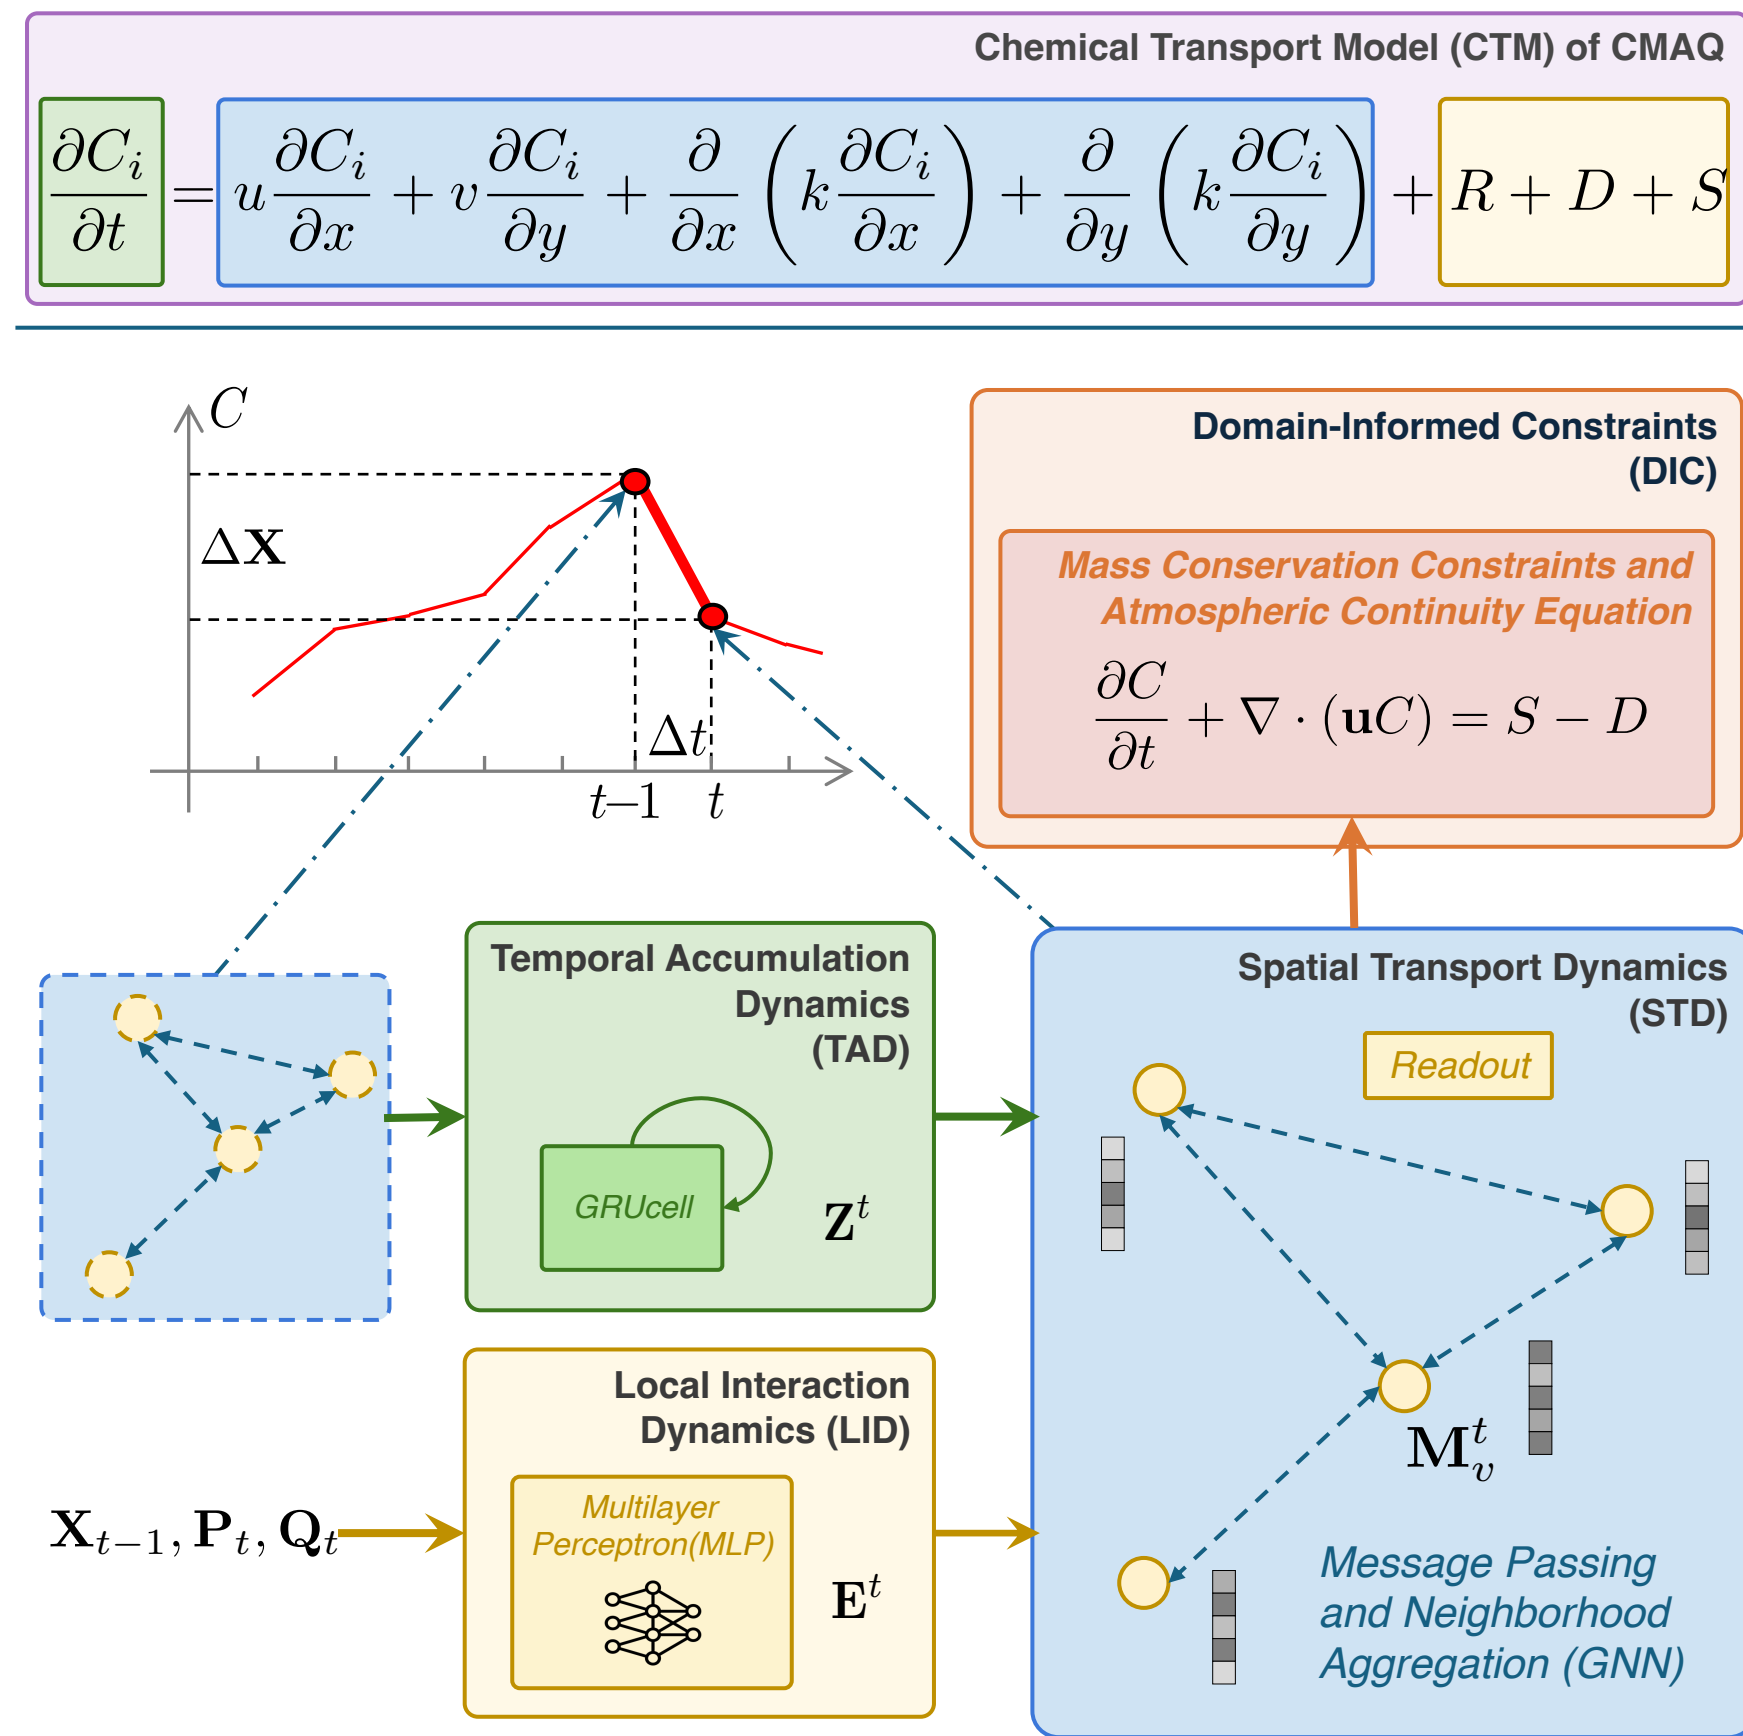 Chemical Transport Model (CTM) of CMAQ
∂C_i/∂t = u ∂C_i/∂x + v ∂C_i/∂y + ∂/∂x (k ∂C_i/∂x) + ∂/∂y (k ∂C_i/∂y) + R + D + S
C
ΔX
Δt
t−1
t
Domain-Informed Constraints
(DIC)
Mass Conservation Constraints and
Atmospheric Continuity Equation
∂C/∂t + ∇ · (uC) = S − D
Temporal Accumulation
Dynamics
(TAD)
GRUcell
Z^t
Local Interaction
Dynamics (LID)
Multilayer
Perceptron(MLP)
E^t
X_{t−1}, P_t, Q_t
Spatial Transport Dynamics
(STD)
Readout
M_v^t
Message Passing
and Neighborhood
Aggregation (GNN)